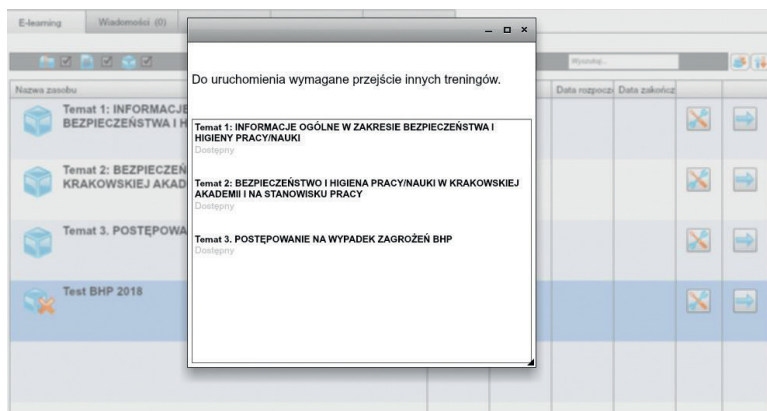 E-learning
Wiadomości (0)
Wyszukaj...
Nazwa zasobu
Data rozpocz
Data zakończ
Temat 1: INFORMACJE
BEZPIECZEŃSTWA I H
Temat 2: BEZPIECZEŃ
KRAKOWSKIEJ AKAD
Temat 3. POSTĘPOWA
Test BHP 2018
Do uruchomienia wymagane przejście innych treningów.
Temat 1: INFORMACJE OGÓLNE W ZAKRESIE BEZPIECZEŃSTWA I
HIGIENY PRACY/NAUKI
Dostępny
Temat 2: BEZPIECZEŃSTWO I HIGIENA PRACY/NAUKI W KRAKOWSKIEJ
AKADEMII I NA STANOWISKU PRACY
Dostępny
Temat 3. POSTĘPOWANIE NA WYPADEK ZAGROŻEŃ BHP
Dostępny